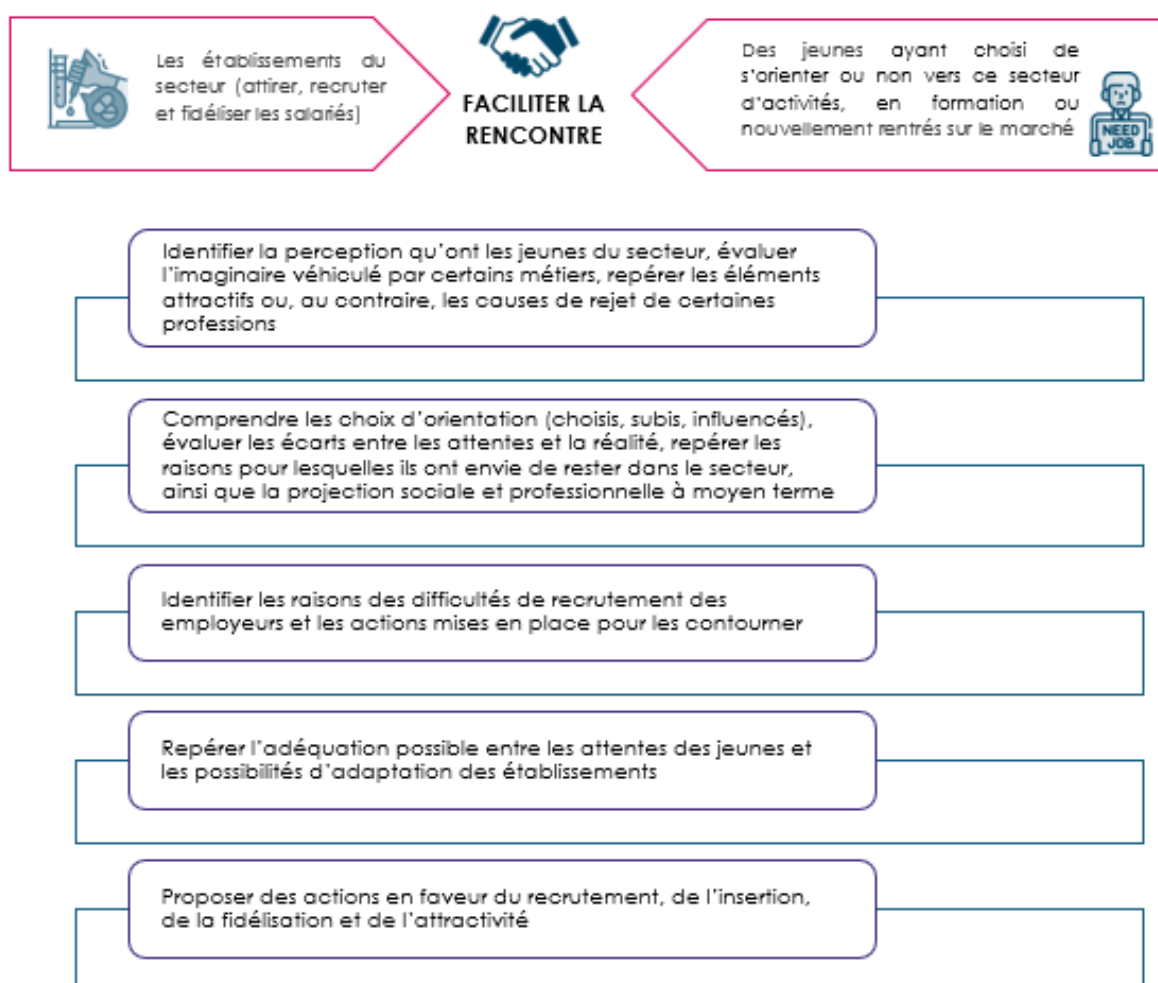 Les établissements du
secteur (attirer, recruter
et fidéliser les salariés)
FACILITER LA
RENCONTRE
Des jeunes ayant choisi de
s'orienter ou non vers ce secteur
d'activités, en formation ou
nouvellement rentrés sur le marché
NEED
JOB
Identifier la perception qu'ont les jeunes du secteur, évaluer
l'imaginaire véhiculé par certains métiers, repérer les éléments
attractifs ou, au contraire, les causes de rejet de certaines
professions
Comprendre les choix d'orientation (choisis, subis, influencés),
évaluer les écarts entre les attentes et la réalité, repérer les
raisons pour lesquelles ils ont envie de rester dans le secteur,
ainsi que la projection sociale et professionnelle à moyen terme
Identifier les raisons des difficultés de recrutement des
employeurs et les actions mises en place pour les contourner
Repérer l'adéquation possible entre les attentes des jeunes et
les possibilités d'adaptation des établissements
Proposer des actions en faveur du recrutement, de l'insertion,
de la fidélisation et de l'attractivité